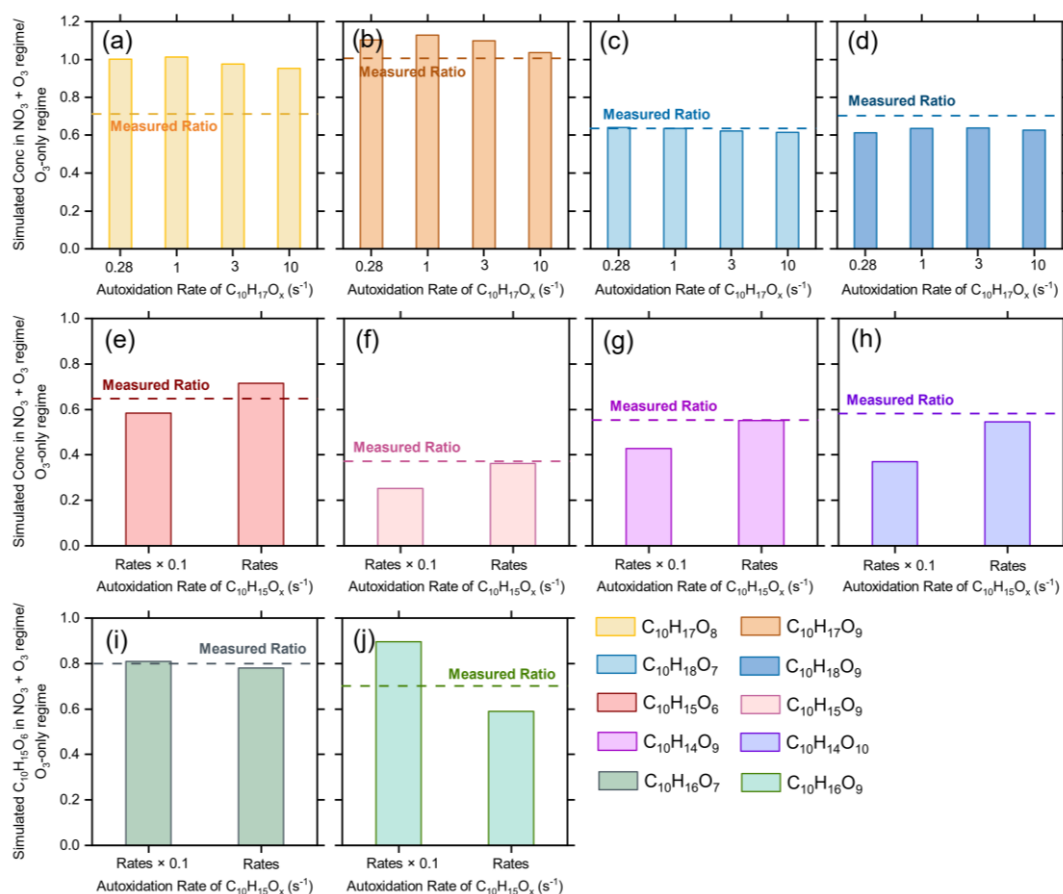 Simulated Conc in NO₃ + O₃ regime/
O₃-only regime
1.2
1.0
0.8
0.6
0.4
0.2
0.0
(a)
Measured Ratio
0.28 1 3 10
Autoxidation Rate of C₁₀H₁₇Oₓ (s⁻¹)
(b)
Measured Ratio
0.28 1 3 10
Autoxidation Rate of C₁₀H₁₇Oₓ (s⁻¹)
(c)
Measured Ratio
0.28 1 3 10
Autoxidation Rate of C₁₀H₁₇Oₓ (s⁻¹)
(d)
Measured Ratio
0.28 1 3 10
Autoxidation Rate of C₁₀H₁₇Oₓ (s⁻¹)
Simulated Conc in NO₃ + O₃ regime/
O₃-only regime
1.0
0.8
0.6
0.4
0.2
0.0
(e)
Measured Ratio
Rates × 0.1 Rates
Autoxidation Rate of C₁₀H₁₅Oₓ (s⁻¹)
(f)
Measured Ratio
Rates × 0.1 Rates
Autoxidation Rate of C₁₀H₁₅Oₓ (s⁻¹)
(g)
Measured Ratio
Rates × 0.1 Rates
Autoxidation Rate of C₁₀H₁₅Oₓ (s⁻¹)
(h)
Measured Ratio
Rates × 0.1 Rates
Autoxidation Rate of C₁₀H₁₅Oₓ (s⁻¹)
Simulated C₁₀H₁₅O₆ in NO₃ + O₃ regime/
O₃-only regime
1.0
0.8
0.6
0.4
0.2
0.0
(i)
Measured Ratio
Rates × 0.1 Rates
Autoxidation Rate of C₁₀H₁₅Oₓ (s⁻¹)
(j)
Measured Ratio
Rates × 0.1 Rates
Autoxidation Rate of C₁₀H₁₅Oₓ (s⁻¹)
C₁₀H₁₇O₈ C₁₀H₁₇O₉
C₁₀H₁₈O₇ C₁₀H₁₈O₉
C₁₀H₁₅O₆ C₁₀H₁₅O₉
C₁₀H₁₄O₉ C₁₀H₁₄O₁₀
C₁₀H₁₆O₇ C₁₀H₁₆O₉